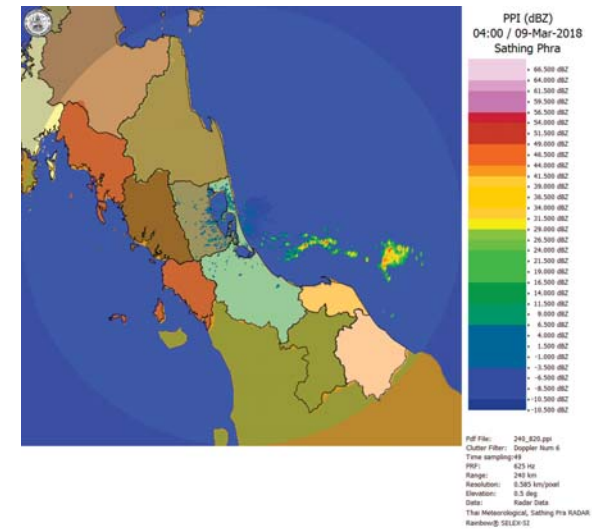 PPI (dBZ)
04:00 / 09-Mar-2018
Sathing Phra
66.500 dBZ
64.000 dBZ
61.500 dBZ
59.500 dBZ
56.500 dBZ
54.000 dBZ
51.500 dBZ
49.000 dBZ
46.500 dBZ
44.000 dBZ
41.500 dBZ
39.000 dBZ
36.500 dBZ
34.000 dBZ
31.500 dBZ
29.000 dBZ
26.500 dBZ
24.000 dBZ
21.500 dBZ
19.000 dBZ
16.500 dBZ
14.000 dBZ
11.500 dBZ
9.000 dBZ
6.500 dBZ
4.000 dBZ
1.500 dBZ
-1.000 dBZ
-3.500 dBZ
-6.500 dBZ
-8.500 dBZ
-10.500 dBZ
-10.500 dBZ
Pdf File: 240_820.ppi
Clutter Filter: Doppler Num 6
Time sampling:49
PRF: 625 Hz
Range: 240 km
Resolution: 0.585 km/pixel
Elevation: 0.5 deg
Data: Radar Data
Thai Meteorological, Sathing Pra RADAR
Rainbow® SELEX-SI